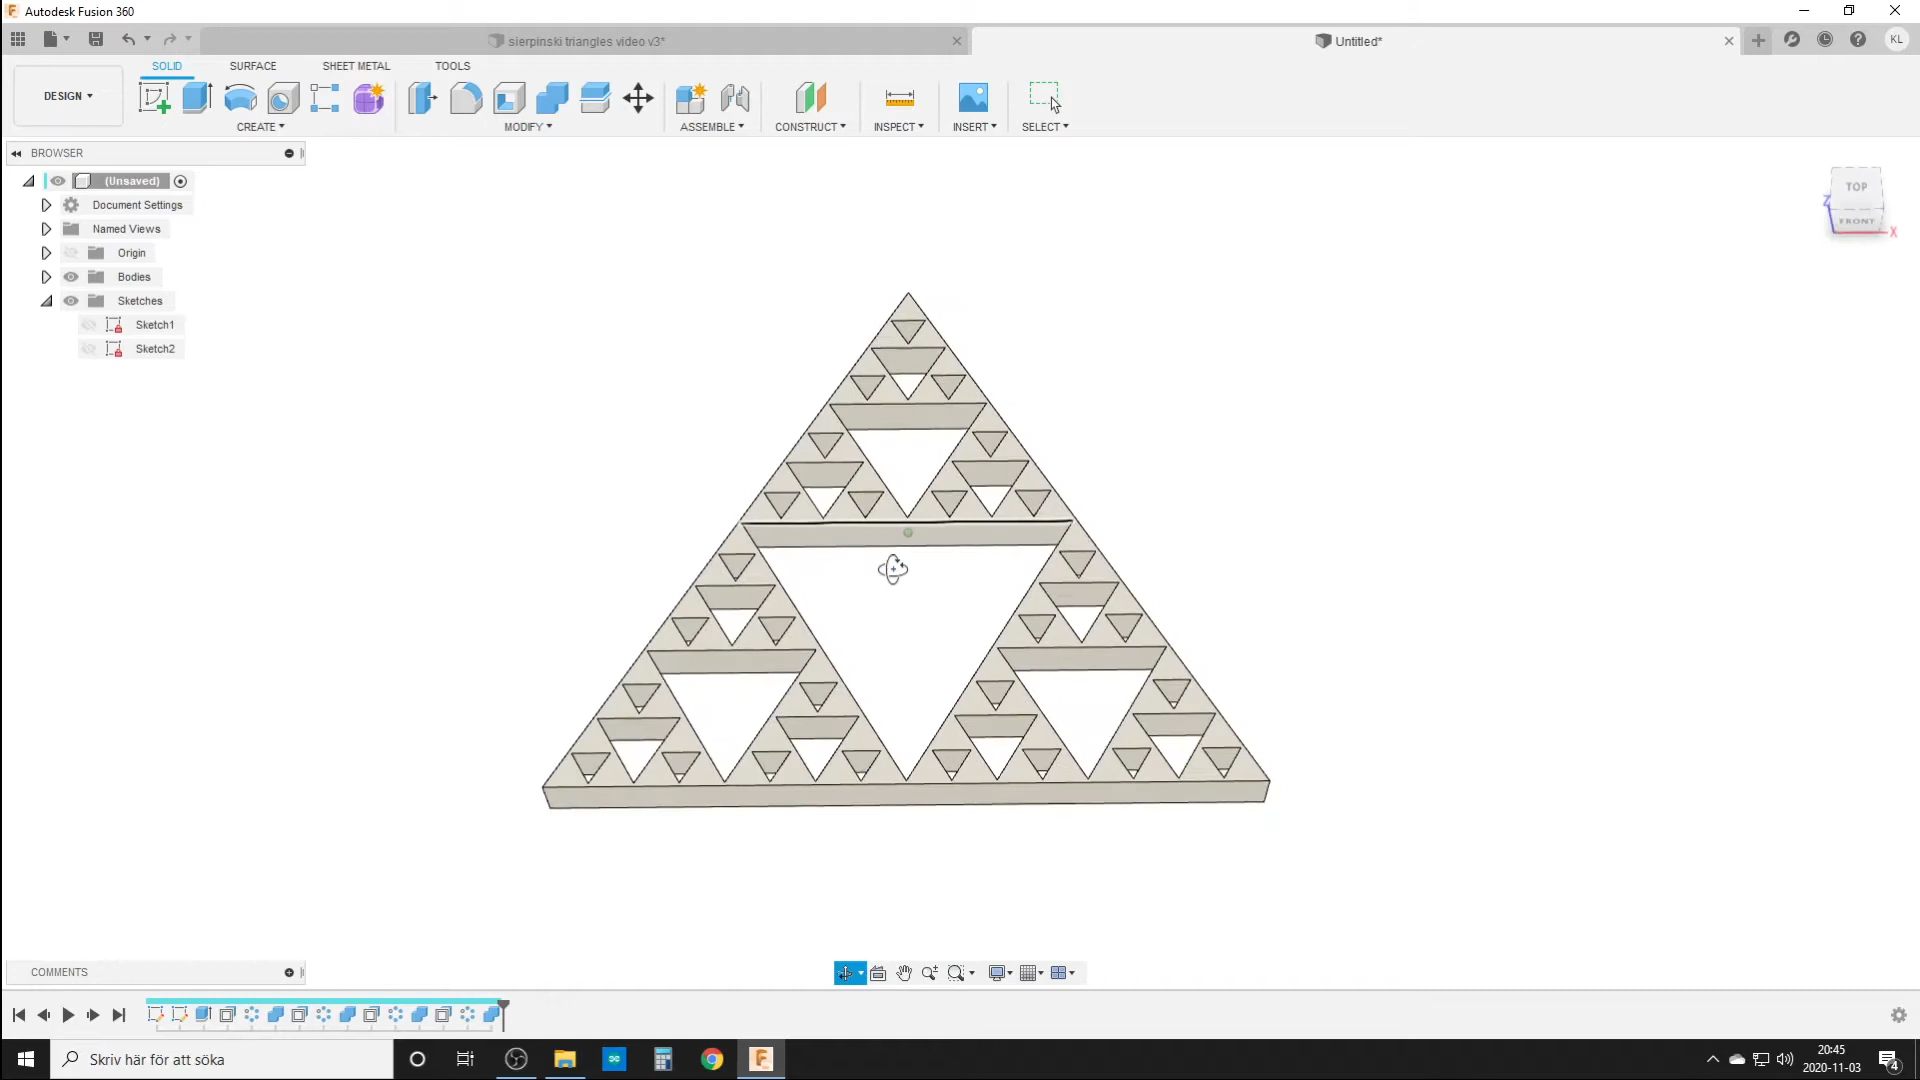 Autodesk Fusion 360
sierpinski triangles video v3*
Untitled*
KL
SOLID
SURFACE
SHEET METAL
TOOLS
DESIGN
CREATE
MODIFY
ASSEMBLE
CONSTRUCT
INSPECT
INSERT
SELECT
BROWSER
(Unsaved)
Document Settings
Named Views
Origin
Bodies
Sketches
Sketch1
Sketch2
TOP
FRONT
Z
X
COMMENTS
Skriv här för att söka
20:45
2020-11-03
4